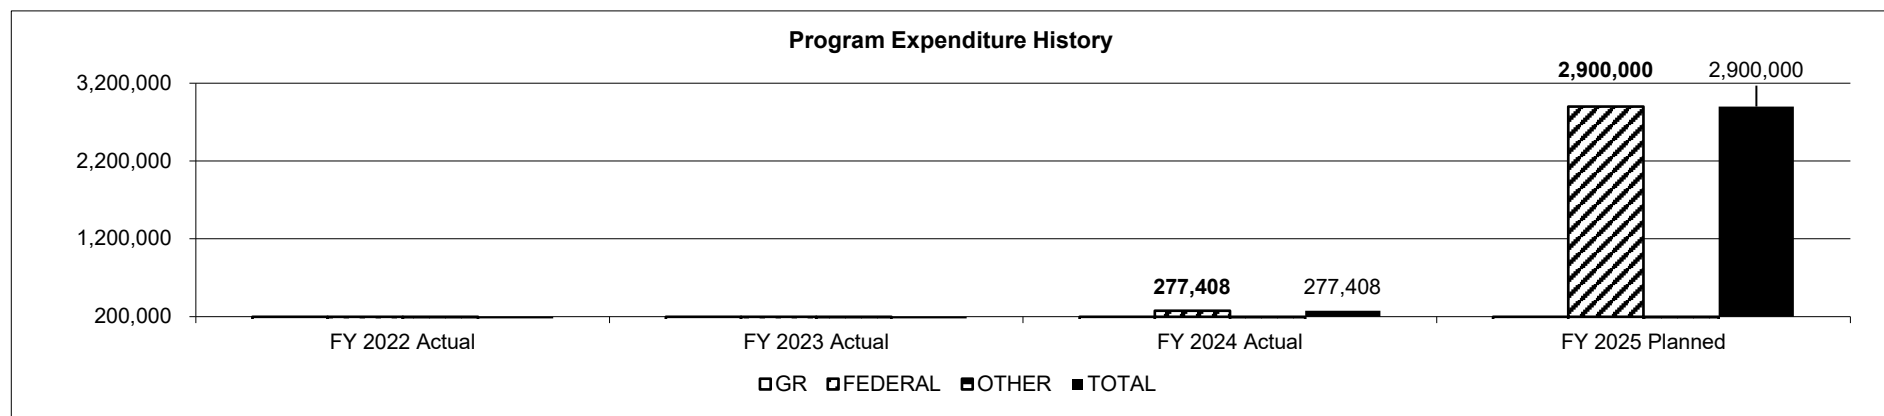 Program Expenditure History
2,900,000 2,900,000
3,200,000
2,200,000
1,200,000
277,408 277,408
200,000
FY 2022 Actual FY 2023 Actual FY 2024 Actual FY 2025 Planned
GR FEDERAL OTHER TOTAL